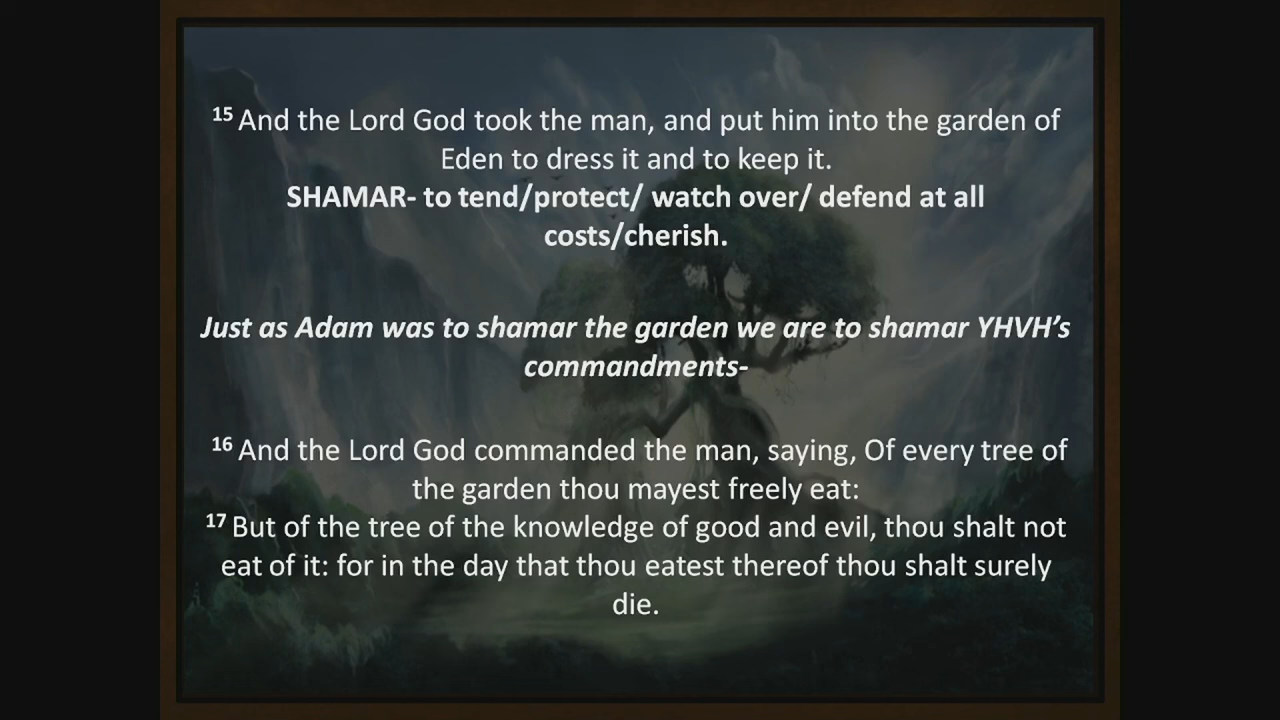 15 And the Lord God took the man, and put him into the garden of
Eden to dress it and to keep it.
SHAMAR- to tend/protect/ watch over/ defend at all
costs/cherish.
Just as Adam was to shamar the garden we are to shamar YHVH’s
commandments-
16 And the Lord God commanded the man, saying, Of every tree of
the garden thou mayest freely eat:
17 But of the tree of the knowledge of good and evil, thou shalt not
eat of it: for in the day that thou eatest thereof thou shalt surely
die.